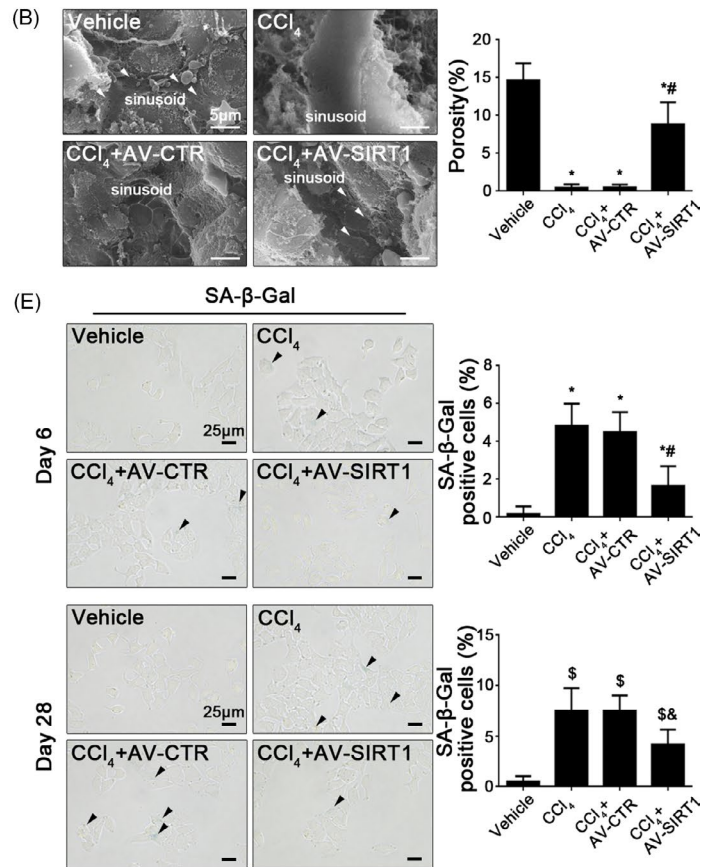 (B)
Vehicle
sinusoid
5μm
CCl₄
sinusoid
CCl₄+AV-CTR
sinusoid
CCl₄+AV-SIRT1
sinusoid
Porosity(%)
20
15
10
5
0
*
*
*#
Vehicle
CCl₄
CCl₄+
AV-CTR
CCl₄+
AV-SIRT1
(E)
SA-β-Gal
Day 6
Vehicle
25μm
CCl₄
CCl₄+AV-CTR
CCl₄+AV-SIRT1
SA-β-Gal
positive cells (%)
8
6
4
2
0
*
*
*#
Vehicle
CCl₄
CCl₄+
AV-CTR
CCl₄+
AV-SIRT1
Day 28
Vehicle
25μm
CCl₄
CCl₄+AV-CTR
CCl₄+AV-SIRT1
SA-β-Gal
positive cells (%)
15
10
5
0
$
$
$&
Vehicle
CCl₄
CCl₄+
AV-CTR
CCl₄+
AV-SIRT1